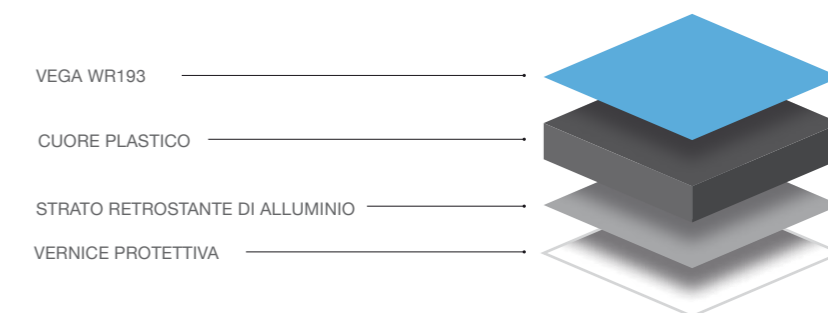 VEGA WR193
CUORE PLASTICO
STRATO RETROSTANTE DI ALLUMINIO
VERNICE PROTETTIVA